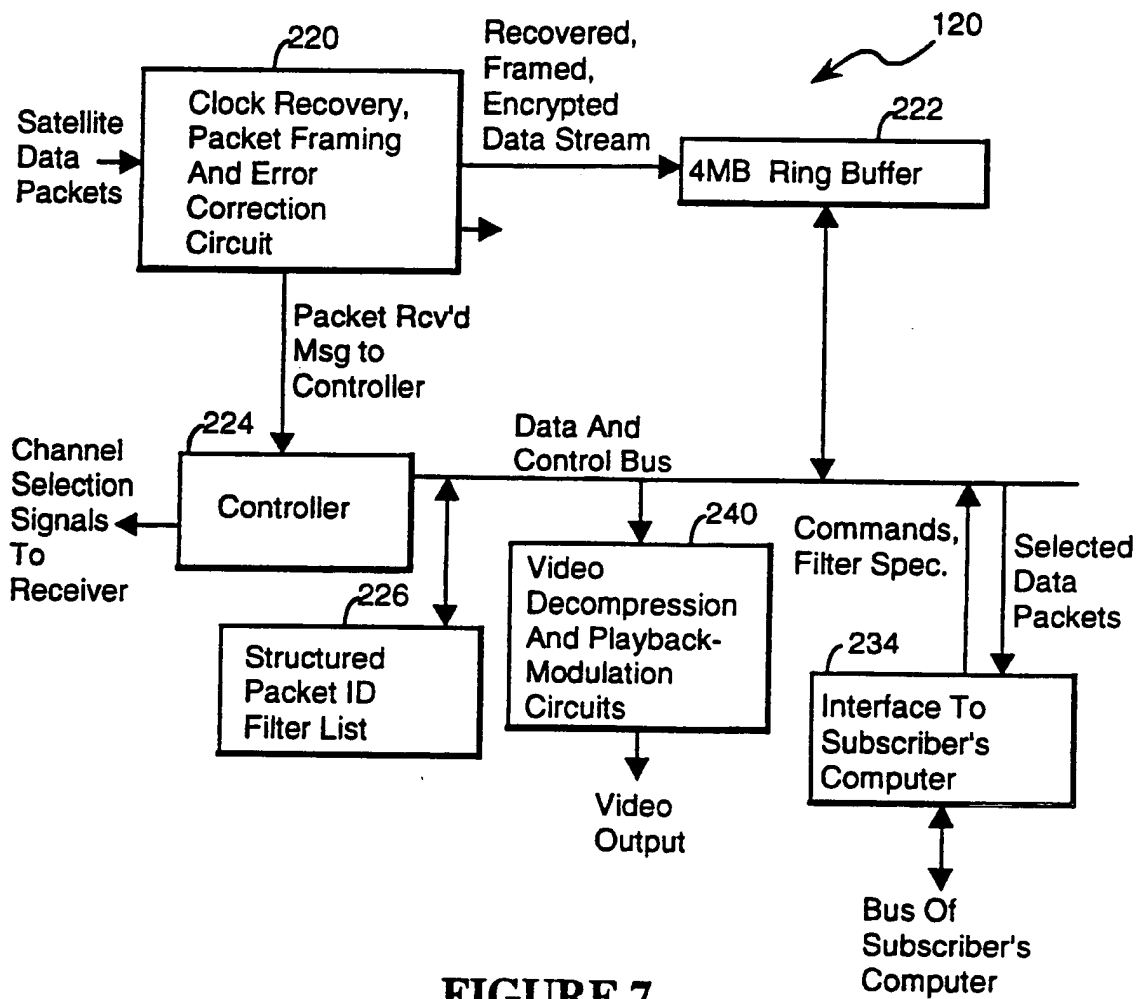 220
Clock Recovery,
Packet Framing
And Error
Correction
Circuit
Satellite
Data
Packets
Recovered,
Framed,
Encrypted
Data Stream
120
222
4MB Ring Buffer
Packet Rcv'd
Msg to
Controller
224
Controller
Channel
Selection
Signals
To
Receiver
Data And
Control Bus
226
Structured
Packet ID
Filter List
240
Video
Decompression
And Playback-
Modulation
Circuits
Video
Output
Commands,
Filter Spec.
Selected
Data
Packets
234
Interface To
Subscriber's
Computer
Bus Of
Subscriber's
Computer
FIGURE 7